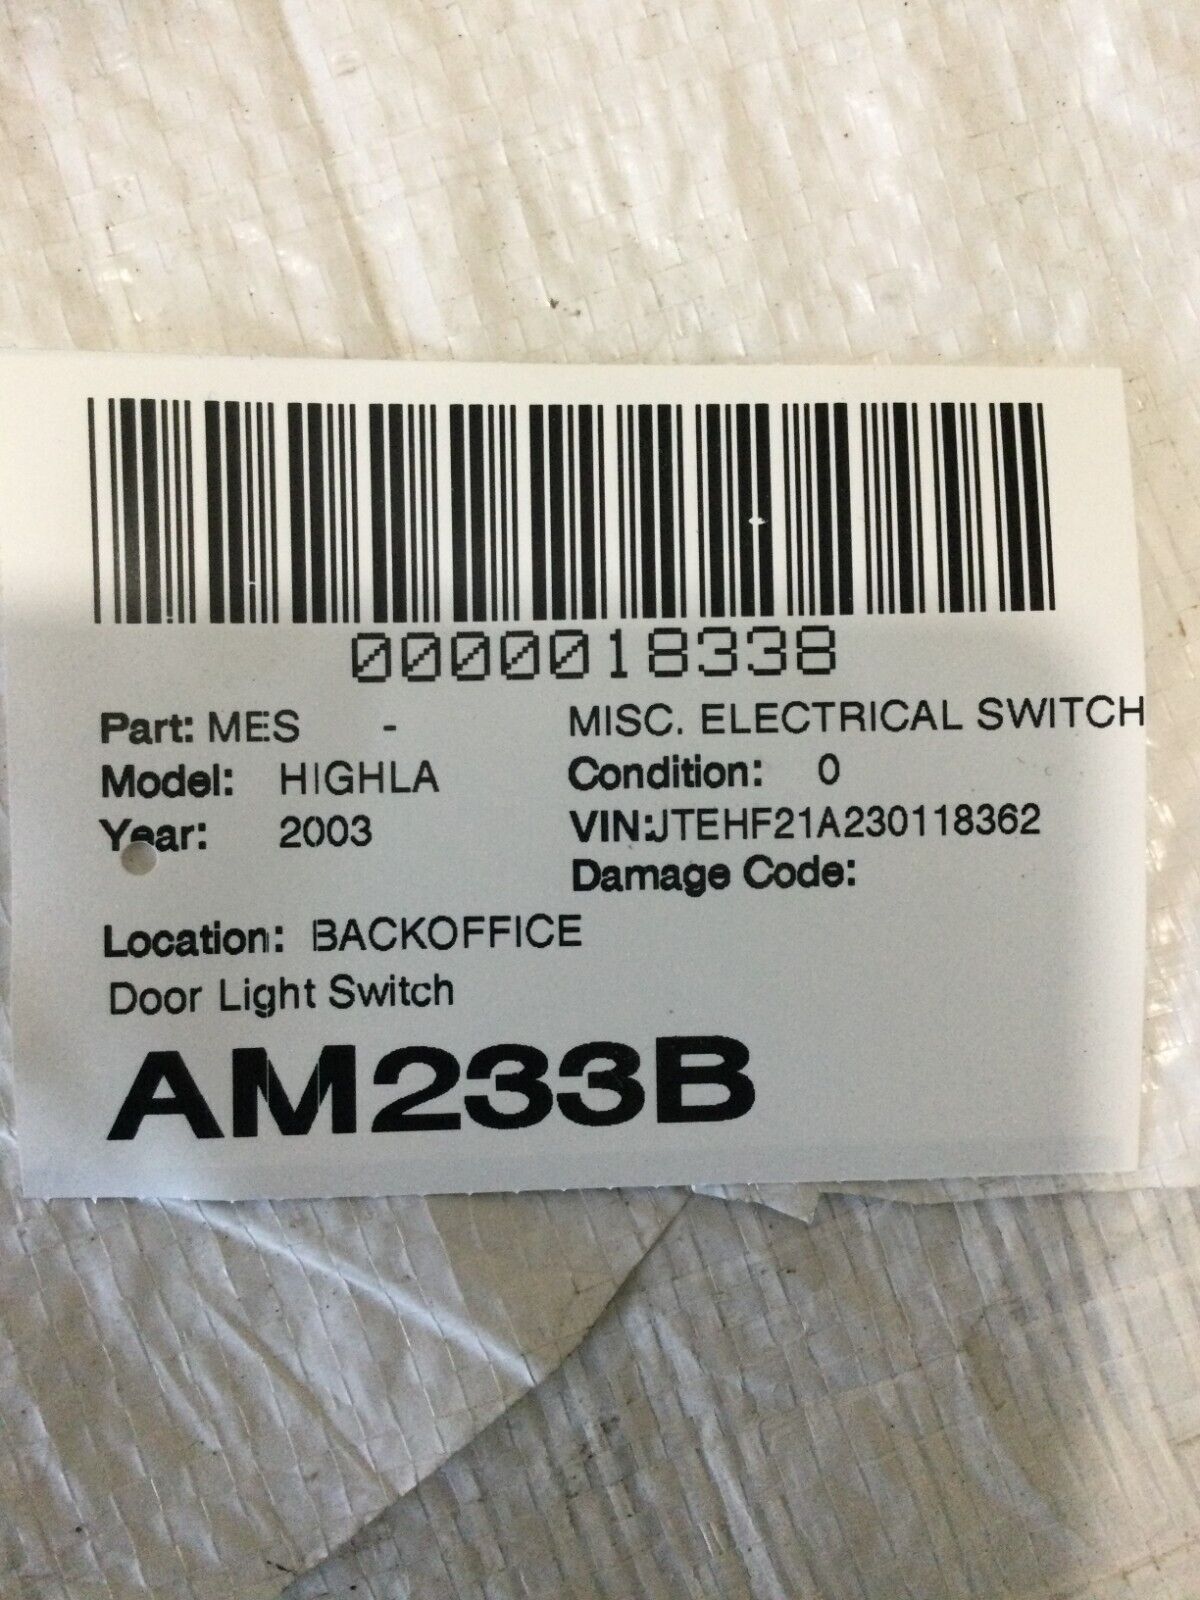 0000018338
Part: MES - MISC. ELECTRICAL SWITCH
Model: HIGHLA Condition: 0
Year: 2003 VIN:JTEHF21A230118362
Damage Code:
Location: BACKOFFICE
Door Light Switch
AM233B